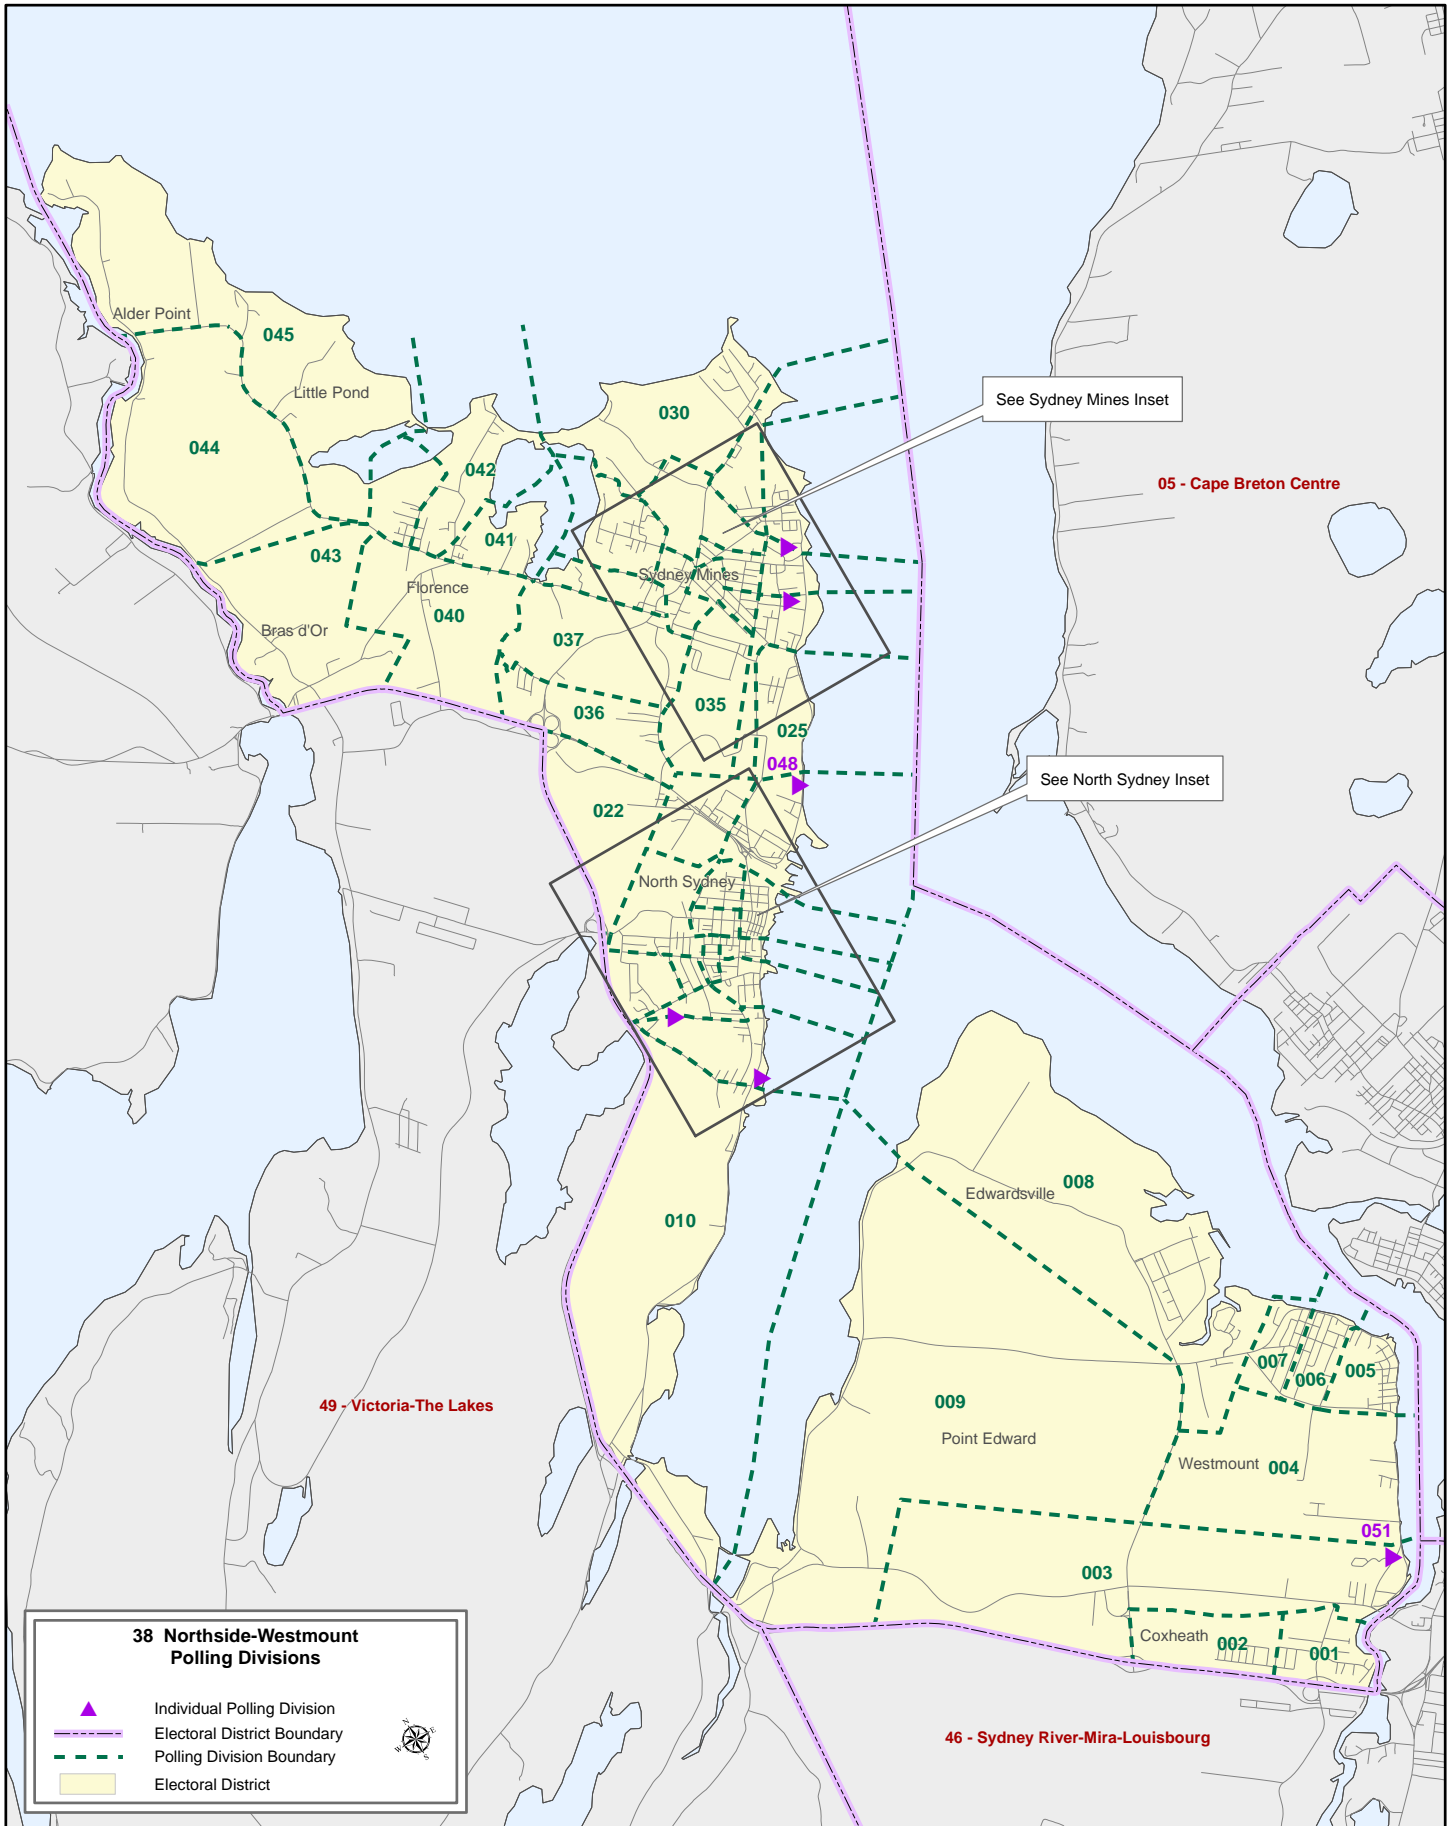 Alder Point
045
Little Pond
030
See Sydney Mines Inset
044
042
05 - Cape Breton Centre
041
043
Sydney Mines
Florence
040
Bras d'Or
037
035
036
025
048
See North Sydney Inset
022
North Sydney
008
Edwardsville
010
007
005
006
009
49 - Victoria-The Lakes
Point Edward
Westmount 004
051
003
Coxheath
002
001
46 - Sydney River-Mira-Louisbourg
38 Northside-Westmount
Polling Divisions
Individual Polling Division
Electoral District Boundary
Polling Division Boundary
Electoral District
N
E
W
S